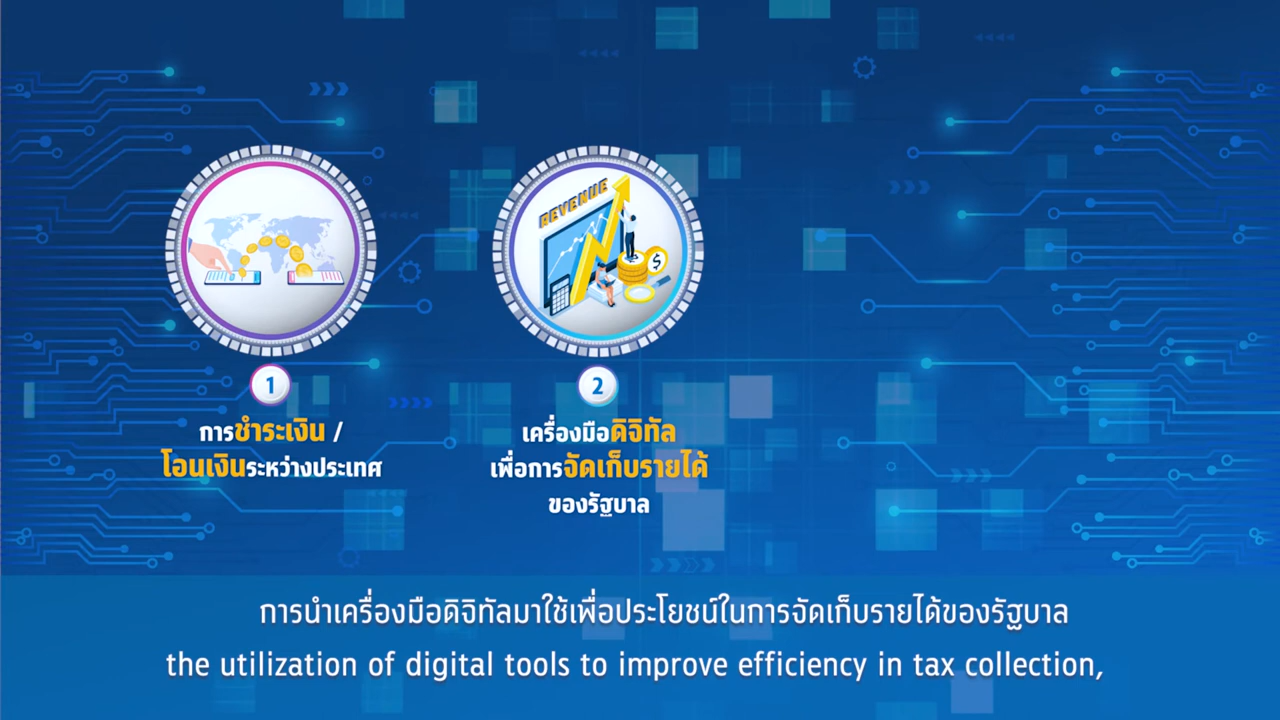 REVENUE
$
1
การชำระเงิน /
โอนเงินระหว่างประเทศ
2
เครื่องมือดิจิทัล
เพื่อการจัดเก็บรายได้
ของรัฐบาล
การนำเครื่องมือดิจิทัลมาใช้เพื่อประโยชน์ในการจัดเก็บรายได้ของรัฐบาล
the utilization of digital tools to improve efficiency in tax collection,